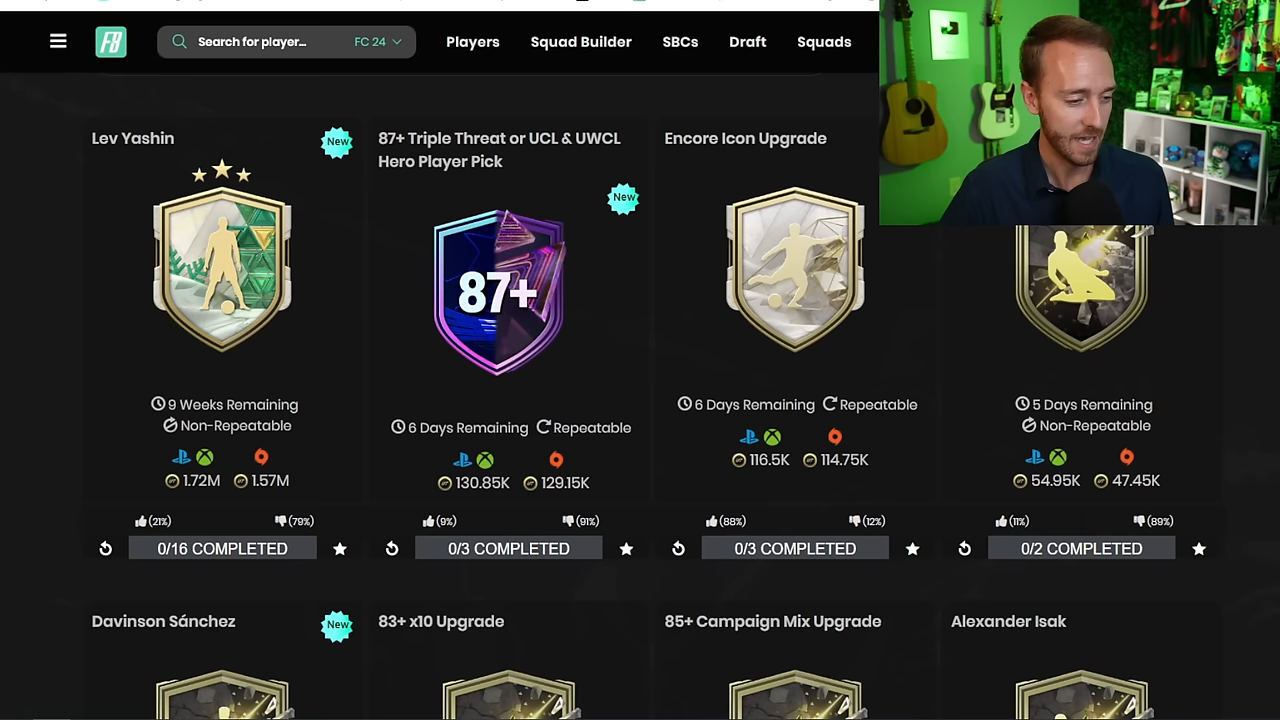 FB
Search for player...
FC 24
Players
Squad Builder
SBCs
Draft
Squads
Lev Yashin
New
87+ Triple Threat or UCL & UWCL
Hero Player Pick
New
Encore Icon Upgrade
87+
9 Weeks Remaining
Non-Repeatable
1.72M
1.57M
6 Days Remaining
Repeatable
130.85K
129.15K
6 Days Remaining
Repeatable
116.5K
114.75K
5 Days Remaining
Non-Repeatable
54.95K
47.45K
(21%)
(79%)
(9%)
(91%)
(88%)
(12%)
(11%)
(89%)
0/16 COMPLETED
0/3 COMPLETED
0/3 COMPLETED
0/2 COMPLETED
Davinson Sánchez
New
83+ x10 Upgrade
85+ Campaign Mix Upgrade
Alexander Isak